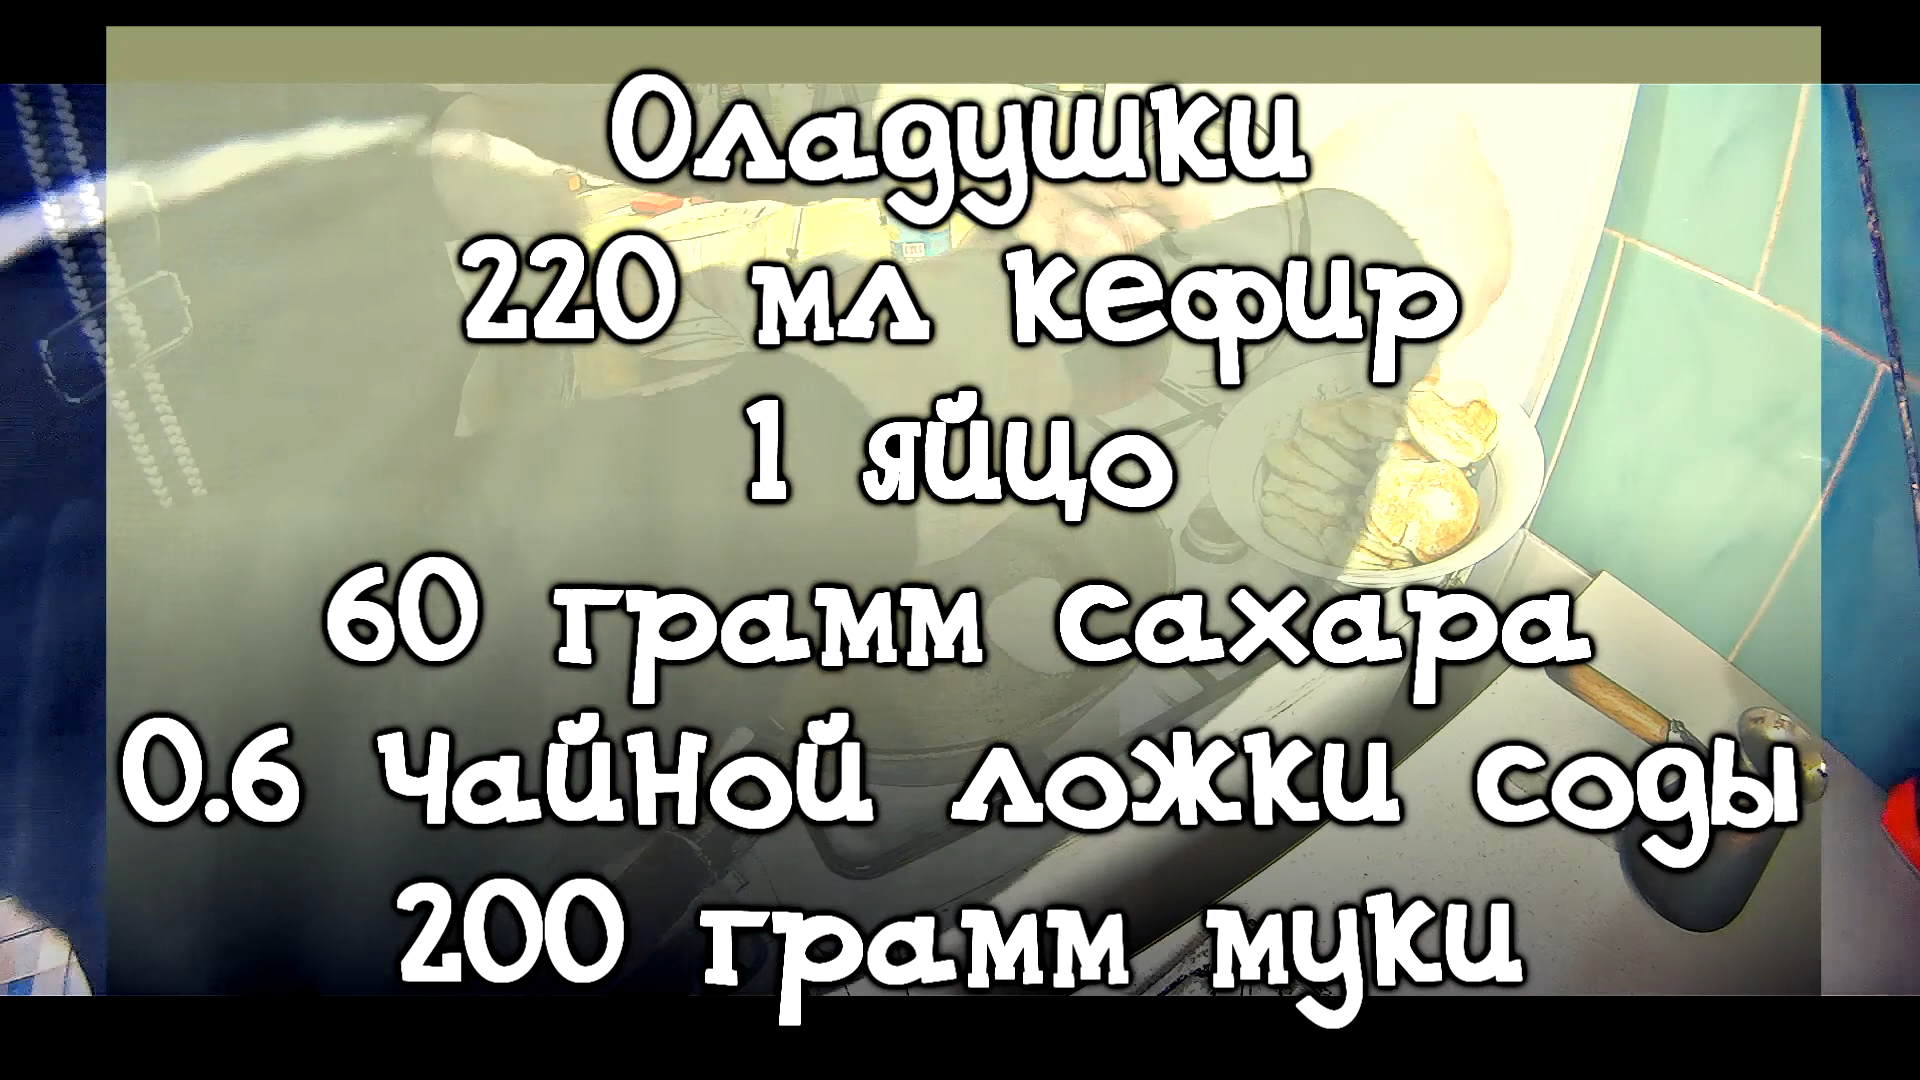 Оладушки
220 мл кефир
1 яйцо
60 грамм сахара
0.6 чайной ложки соды
200 грамм муки